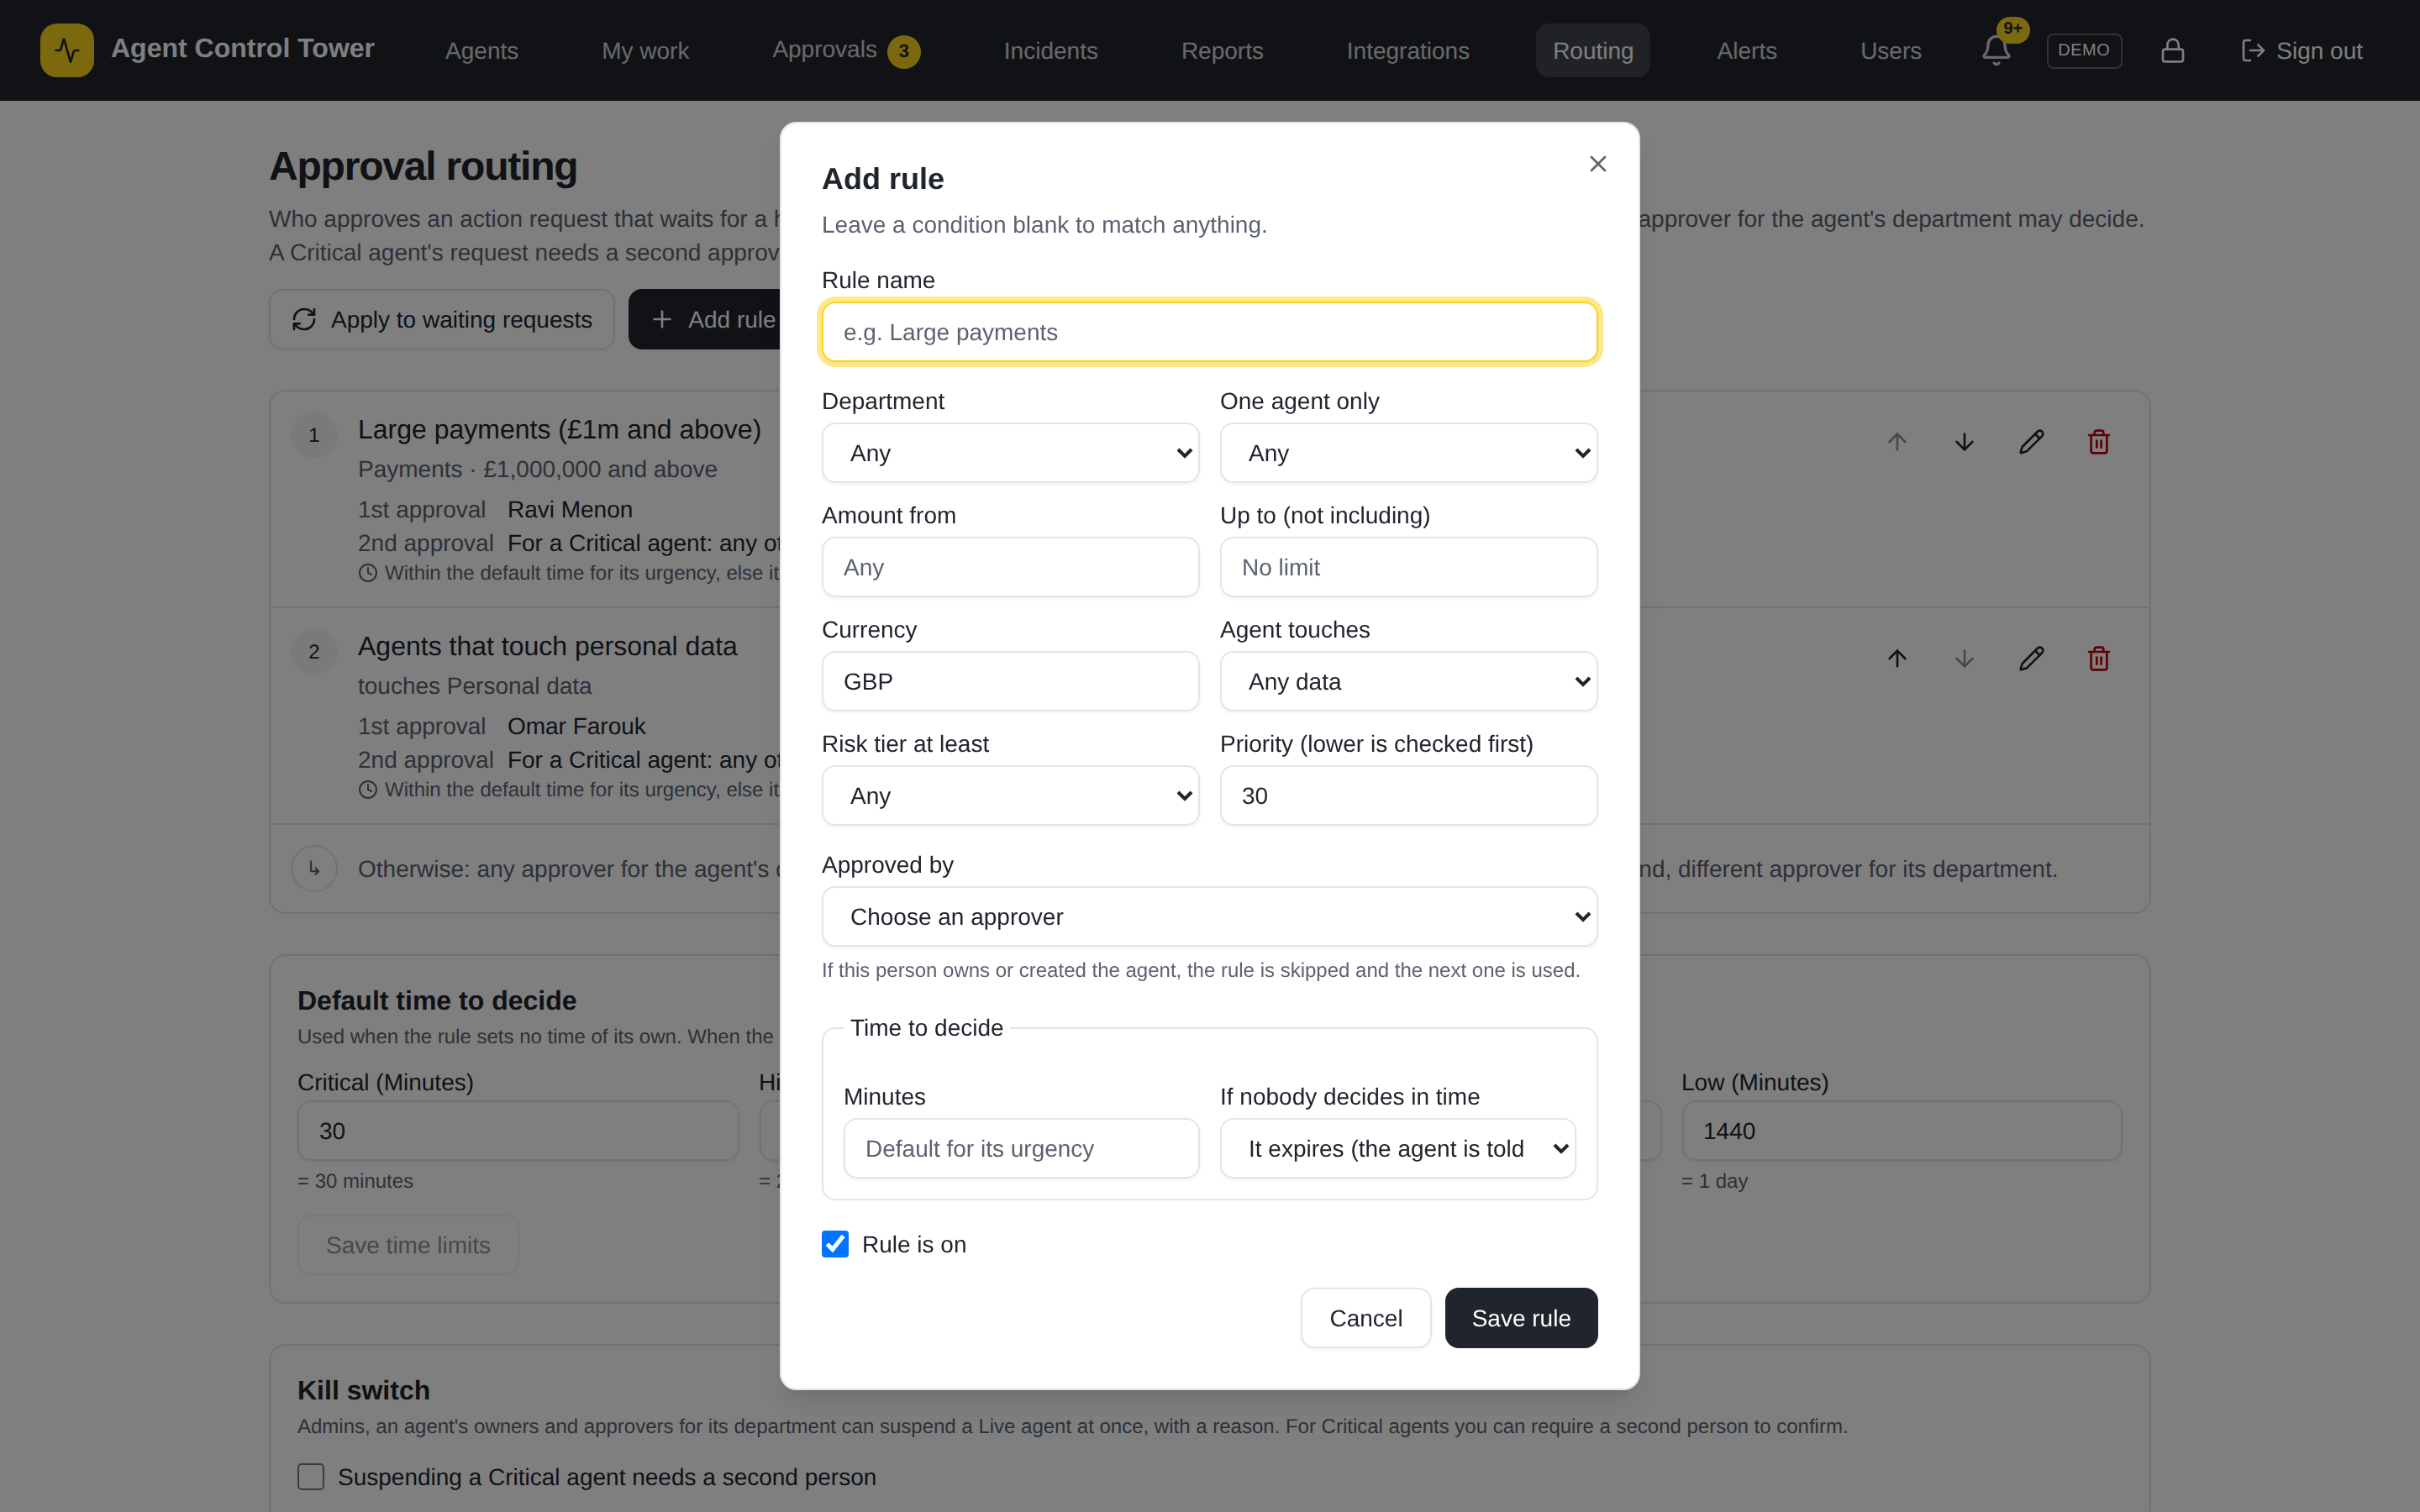 Agent Control Tower
Agents
My work
Approvals 3
Incidents
Reports
Integrations
Routing
Alerts
Users
9+
DEMO
Sign out
Approval routing
Who approves an action request that waits for a
approver for the agent's department may decide.
A Critical agent's request needs a second
Apply to waiting requests
Add rule
1
Large payments (£1m and above)
Payments · £1,000,000 and above
1st approval Ravi Menon
2nd approval For a Critical agent: any
Within the default time for its urgency, else it
2
Agents that touch personal data
touches Personal data
1st approval Omar Farouk
2nd approval For a Critical agent: any
Within the default time for its urgency, else it
Otherwise: any approver for the agent's
different approver for its department.
Default time to decide
Used when the rule sets no time of its own. When the
Critical (Minutes)
30
= 30 minutes
Low (Minutes)
1440
= 1 day
Save time limits
Kill switch
Admins, an agent's owners and approvers for its department can suspend a Live agent at once, with a reason. For Critical agents you can require a second person to confirm.
Suspending a Critical agent needs a second person
Add rule
Leave a condition blank to match anything.
Rule name
e.g. Large payments
Department
One agent only
Any
Any
Amount from
Up to (not including)
Any
No limit
Currency
Agent touches
GBP
Any data
Risk tier at least
Priority (lower is checked first)
Any
30
Approved by
Choose an approver
If this person owns or created the agent, the rule is skipped and the next one is used.
Time to decide
Minutes
If nobody decides in time
Default for its urgency
It expires (the agent is told
Rule is on
Cancel
Save rule